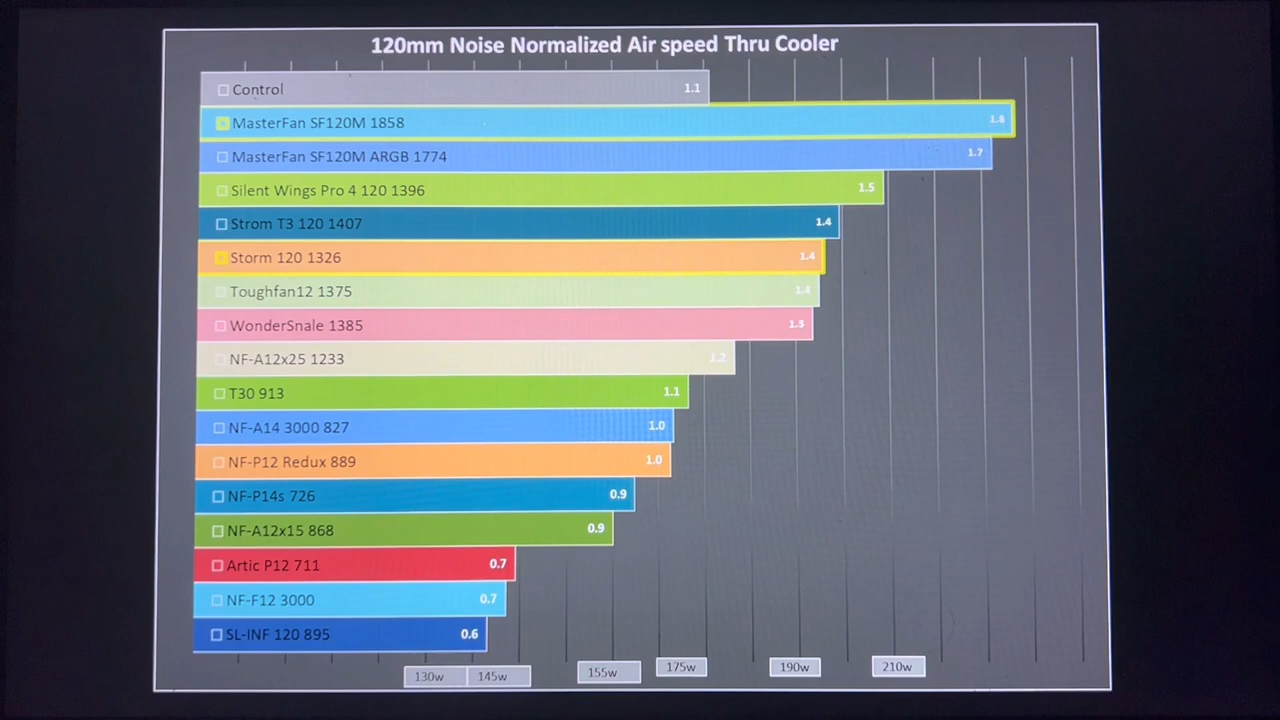 120mm Noise Normalized Air speed Thru Cooler
Control 1.1
MasterFan SF120M 1858 1.8
MasterFan SF120M ARGB 1774 1.7
Silent Wings Pro 4 120 1396 1.5
Strom T3 120 1407 1.4
Storm 120 1326 1.4
Toughfan12 1375 1.4
WonderSnale 1385 1.3
NF-A12x25 1233 1.2
T30 913 1.1
NF-A14 3000 827 1.0
NF-P12 Redux 889 1.0
NF-P14s 726 0.9
NF-A12x15 868 0.9
Artic P12 711 0.7
NF-F12 3000 0.7
SL-INF 120 895 0.6
130w 145w 155w 175w 190w 210w